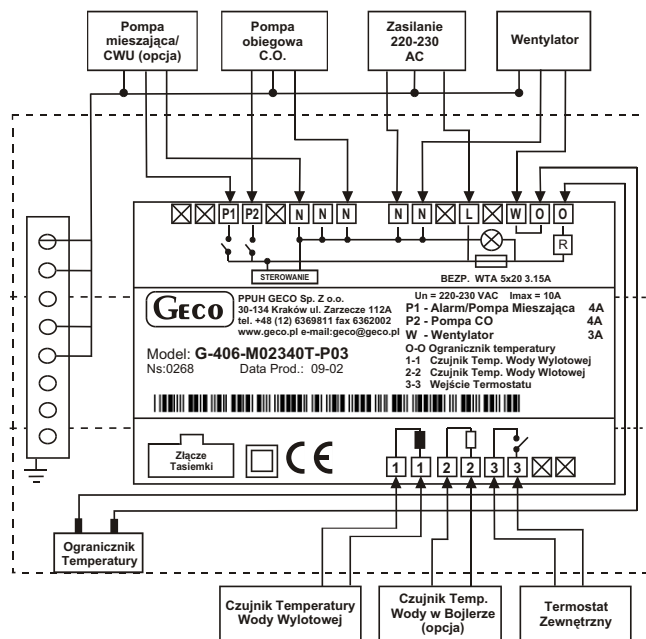 Pompa
mieszająca/
CWU (opcja)
Pompa
obiegowa
C.O.
Zasilanie
220-230
AC
Wentylator
P1 P2 N N N N N L W O O
R
STEROWANIE
BEZP. WTA 5x20 3.15A
GECO
PPUH GECO Sp. Z o.o.
30-134 Kraków ul. Zarzecze 112A
tel. +48 (12) 6369811 fax 6362002
www.geco.pl e-mail:geco@geco.pl
Model: G-406-M02340T-P03
Ns:0268 Data Prod.: 09-02
Un = 220-230 VAC Imax = 10A
P1 - Alarm/Pompa Mieszająca 4A
P2 - Pompa CO 4A
W - Wentylator 3A
O-O Ogranicznik temperatury
1-1 Czujnik Temp. Wody Wylotowej
2-2 Czujnik Temp. Wody Wlotowej
3-3 Wejście Termostatu
Złącze
Tasiemki
CE
1 1 2 2 3 3
Ogranicznik
Temperatury
Czujnik Temperatury
Wody Wylotowej
Czujnik Temp.
Wody w Bojlerze
(opcja)
Termostat
Zewnętrzny